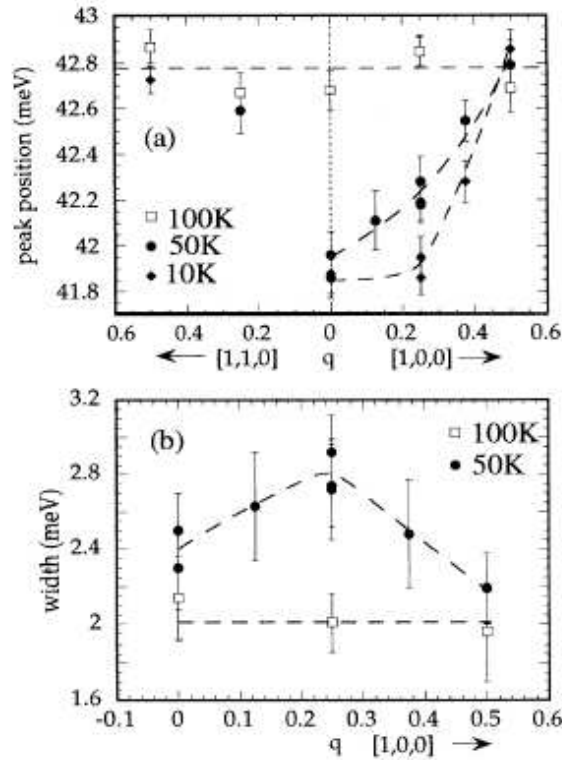 43
42.8
42.6
42.4
42.2
42
41.8
peak position (meV)
(a)
100K
50K
10K
0.6 0.4 0.2 0 0.2 0.4 0.6
[1,1,0] q [1,0,0]
3.2
2.8
2.4
2
1.6
width (meV)
(b)
100K
50K
-0.1 0 0.1 0.2 0.3 0.4 0.5 0.6
q [1,0,0]